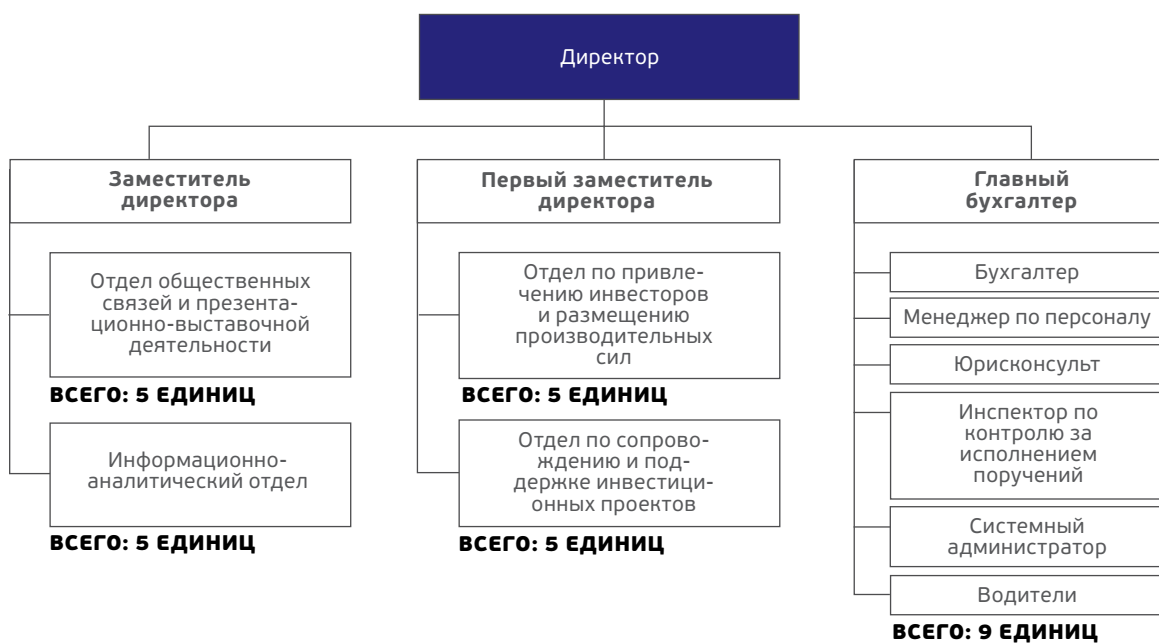 Директор
Заместитель
директора
Отдел общественных
связей и презента-
ционно-выставочной
деятельности
ВСЕГО: 5 ЕДИНИЦ
Информационно-
аналитический отдел
ВСЕГО: 5 ЕДИНИЦ
Первый заместитель
директора
Отдел по привле-
чению инвесторов
и размещению
производительных
сил
ВСЕГО: 5 ЕДИНИЦ
Отдел по сопрово-
ждению и под-
держке инвестици-
онных проектов
ВСЕГО: 5 ЕДИНИЦ
Главный
бухгалтер
Бухгалтер
Менеджер по персоналу
Юрисконсульт
Инспектор по
контролю за
исполнением
поручений
Системный
администратор
Водители
ВСЕГО: 9 ЕДИНИЦ